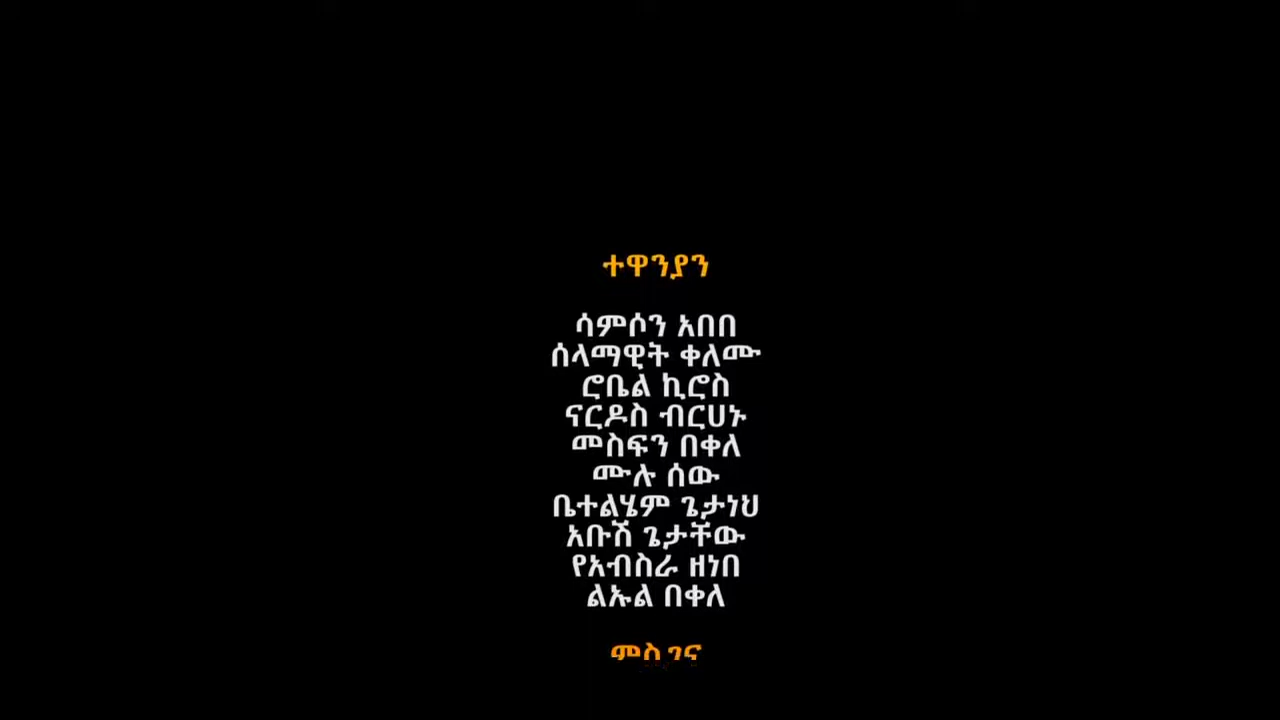 ተዋንያን
ሳምሶን አበበ
ሰላማዊት ቀለሙ
ሮቤል ኪሮስ
ናርዶስ ብርሀኑ
መስፍን በቀለ
ሙሉ ሰው
ቤተልሄም ጌታነህ
አቡሽ ጌታቸው
የአብስራ ዘነበ
ልኡል በቀለ
ምስጋና